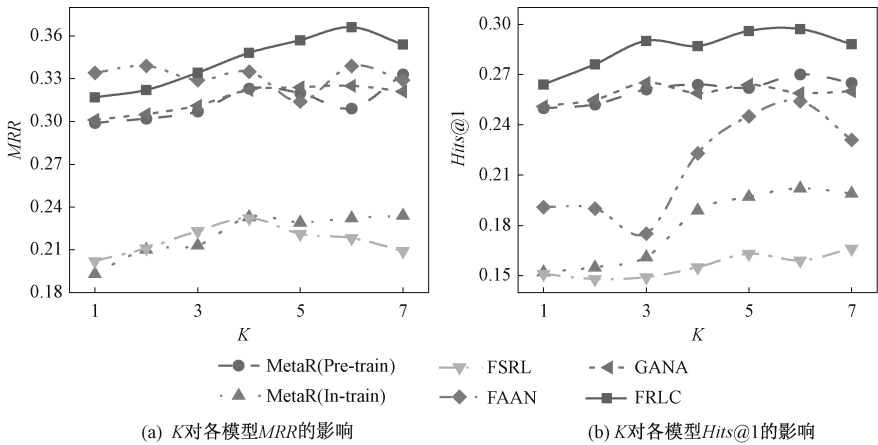 0.36
0.33
0.30
0.27
0.24
0.21
0.18
MRR
1
3
5
7
K
0.30
0.27
0.24
0.21
0.18
0.15
Hits@1
1
3
5
7
K
MetaR(Pre-train)
FSRL
GANA
MetaR(In-train)
FAAN
FRLC
(a) K对各模型MRR的影响
(b) K对各模型Hits@1的影响